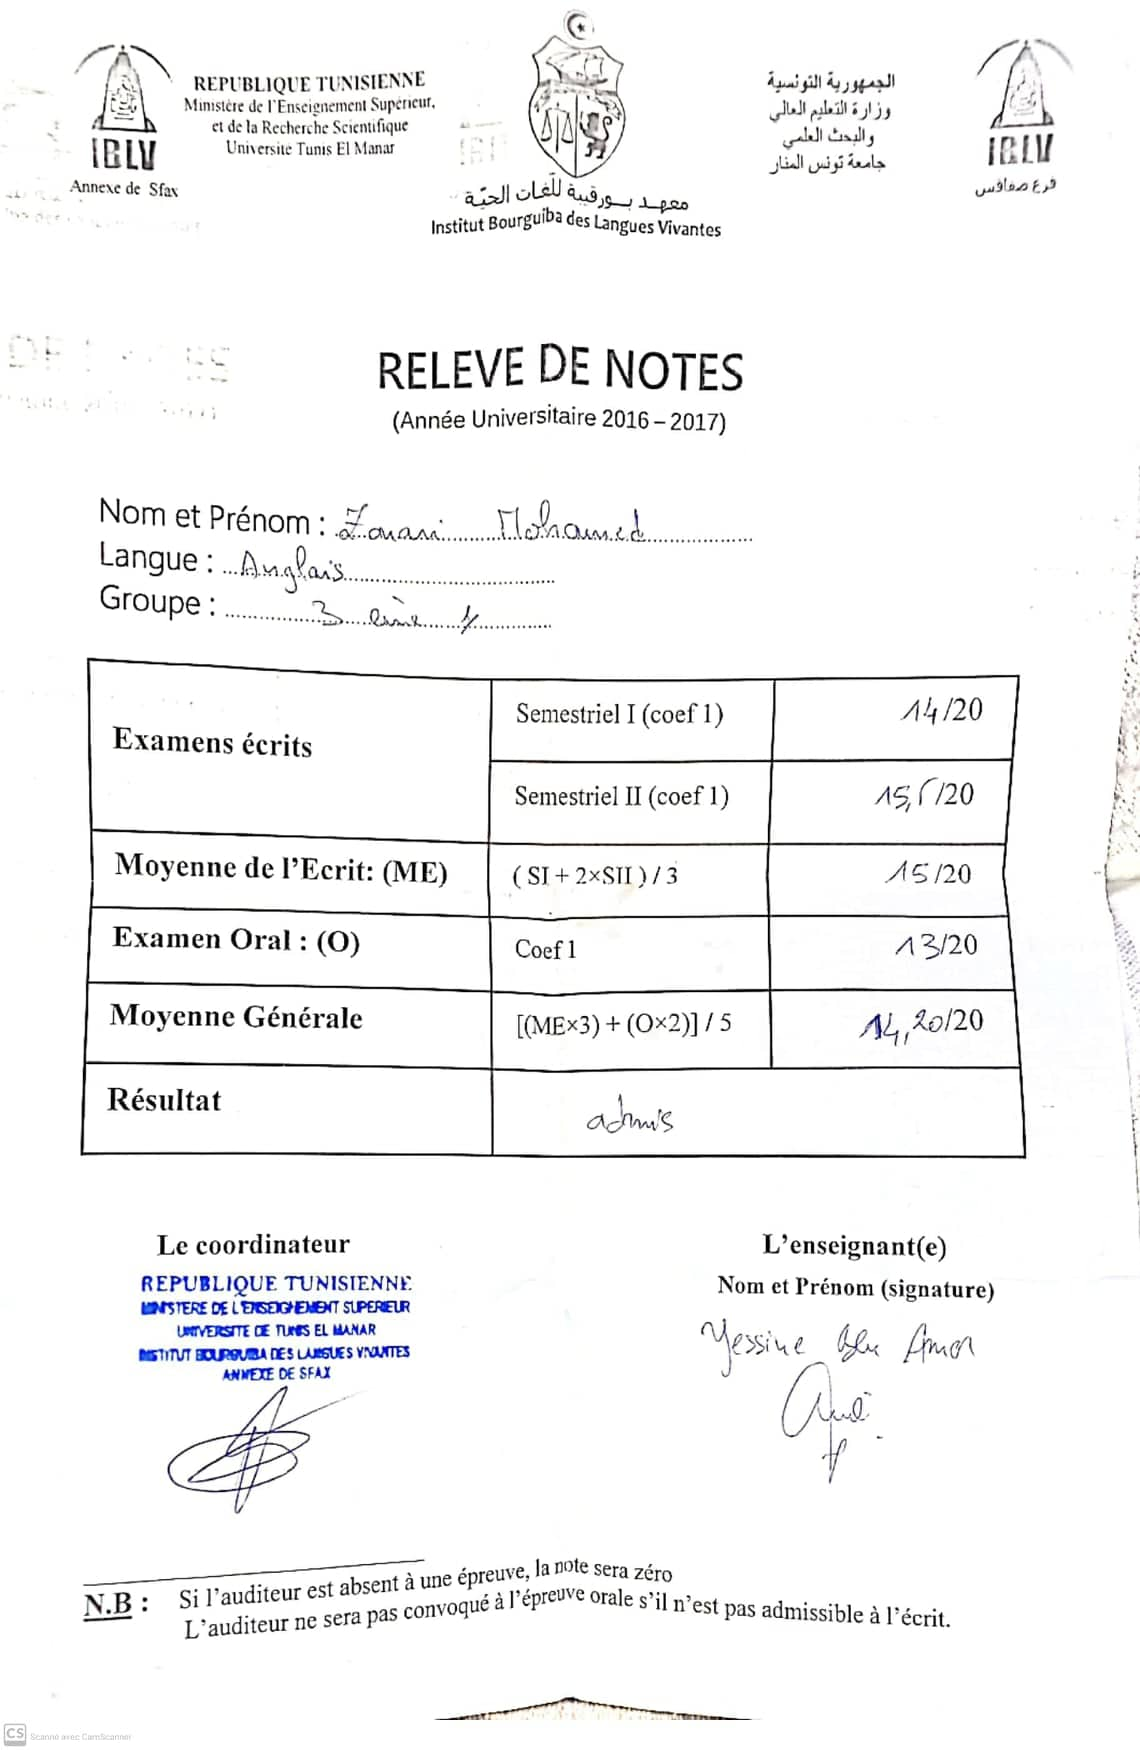 REPUBLIQUE TUNISIENNE
Ministère de l'Enseignement Supérieur,
et de la Recherche Scientifique
Université Tunis El Manar
IBLV
Annexe de Sfax
معهد بورقيبة للّغات الحيّة
Institut Bourguiba des Langues Vivantes
الجمهورية التونسية
وزارة التعليم العالي
والبحث العلمي
جامعة تونس المنار
IBLV
فرع صفاقس
RELEVE DE NOTES
(Année Universitaire 2016 – 2017)
Nom et Prénom : Zouari Mohamed
Langue : Anglais
Groupe : 3 ème
Examens écrits
Semestriel I (coef 1) 14/20
Semestriel II (coef 1) 15,5/20
Moyenne de l'Ecrit: (ME) ( SI + 2×SII ) / 3 15/20
Examen Oral : (O) Coef 1 13/20
Moyenne Générale [(ME×3) + (O×2)] / 5 14,20/20
Résultat admis
Le coordinateur
REPUBLIQUE TUNISIENNE
MINISTERE DE L'ENSEIGNEMENT SUPERIEUR
UNIVERSITE DE TUNIS EL MANAR
INSTITUT BOURGUIBA DES LANGUES VIVANTES
ANNEXE DE SFAX
L'enseignant(e)
Nom et Prénom (signature)
Yessine Ben Amor
N.B : Si l'auditeur est absent à une épreuve, la note sera zéro
L'auditeur ne sera pas convoqué à l'épreuve orale s'il n'est pas admissible à l'écrit.
CS Scanné avec CamScanner